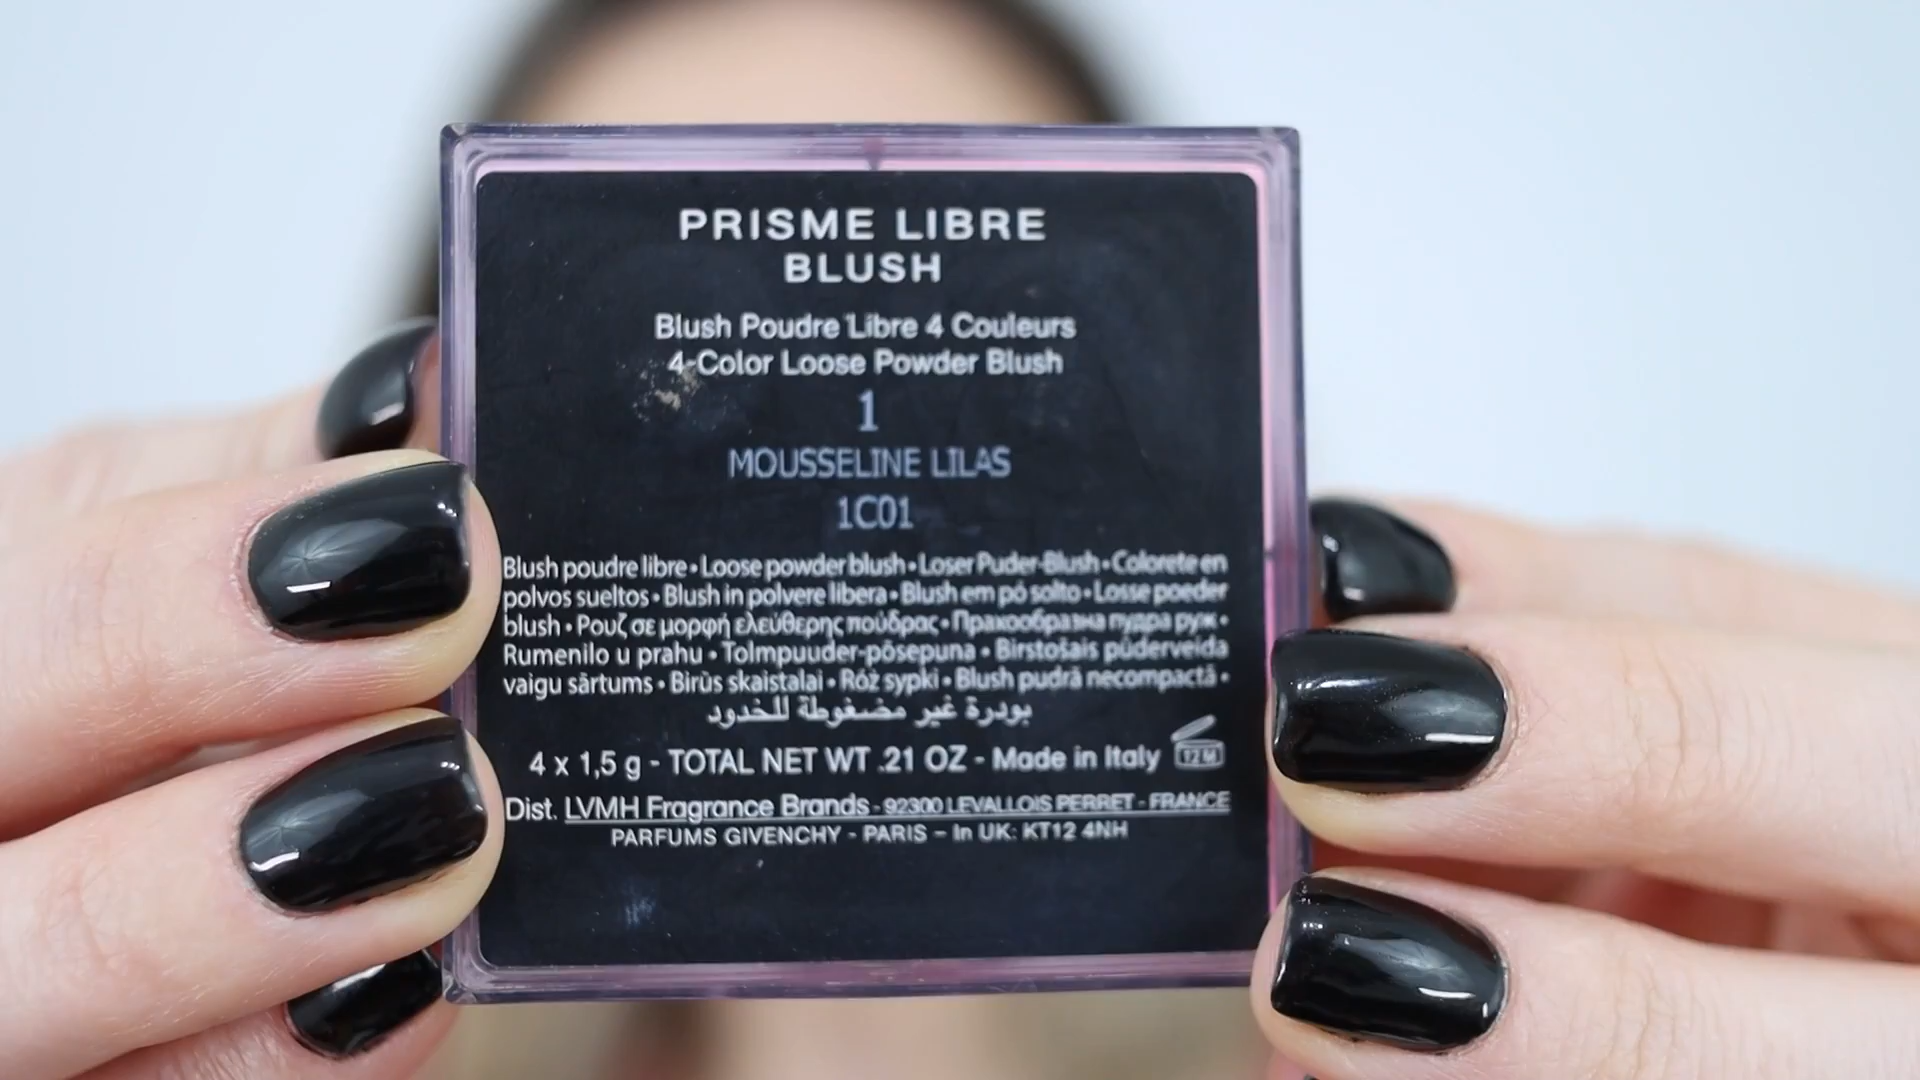 PRISME LIBRE
BLUSH
Blush Poudre Libre 4 Couleurs
4-Color Loose Powder Blush
1
MOUSSELINE LILAS
1C01
Blush poudre libre • Loose powder blush • Loser Puder-Blush • Colorete en
polvos sueltos • Blush in polvere libera • Blush em pó solto • Losse poeder
blush • Ρουζ σε μορφή ελεύθερης πούδρας • Прахообразна пудра руж •
Rumenilo u prahu • Tolmpuuder-põsepuna • Birstošais pūderveida
vaigu sārtums • Birūs skaistalai • Róż sypki • Blush pudră necompactă •
بودرة غير مضغوطة للخدود
4 x 1,5 g - TOTAL NET WT .21 OZ - Made in Italy 12 M
Dist. LVMH Fragrance Brands - 92300 LEVALLOIS PERRET - FRANCE
PARFUMS GIVENCHY - PARIS – In UK: KT12 4NH